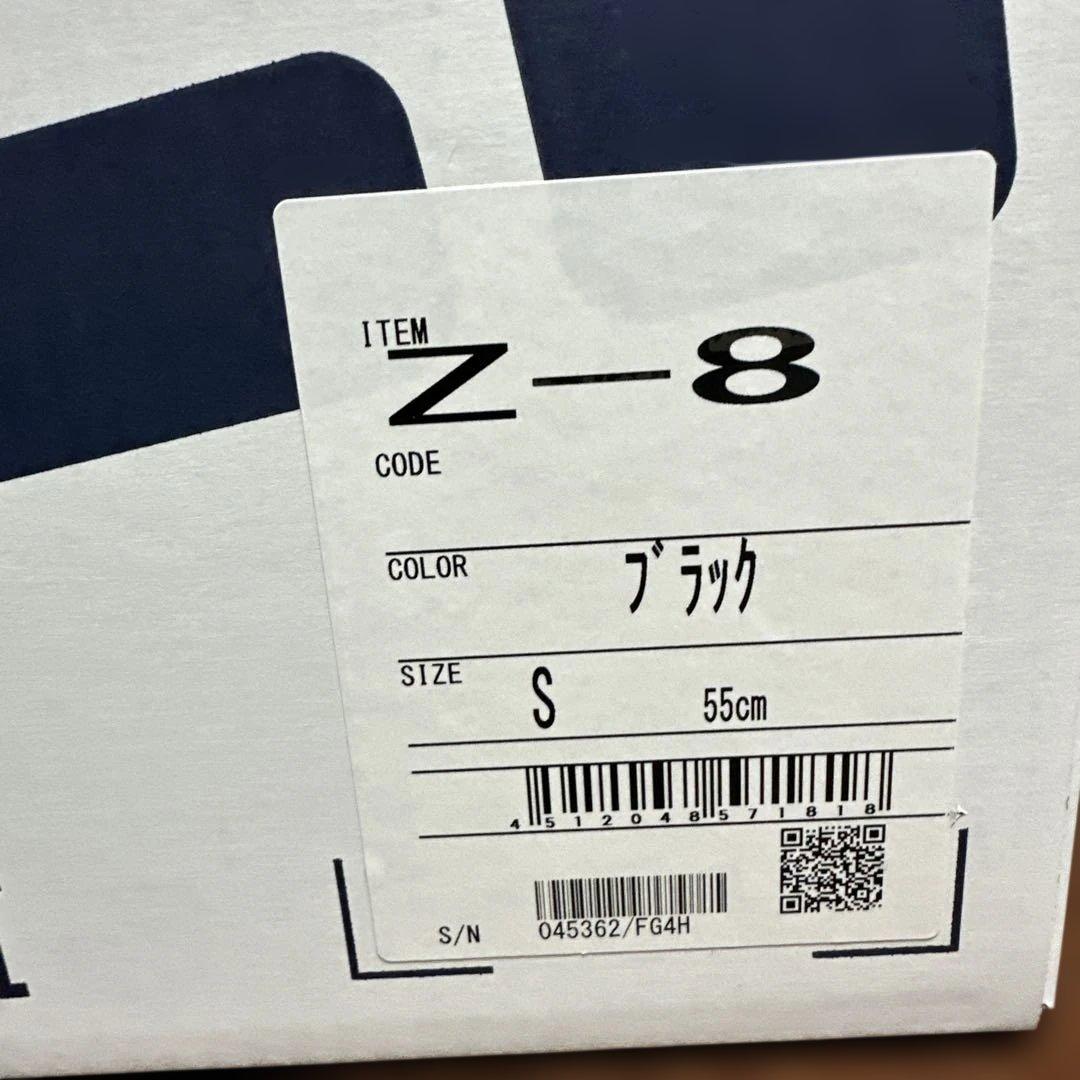 ITEM
Z-8
CODE
COLOR ブラック
SIZE S 55cm
4 512048 571818
S/N 045362/FG4H